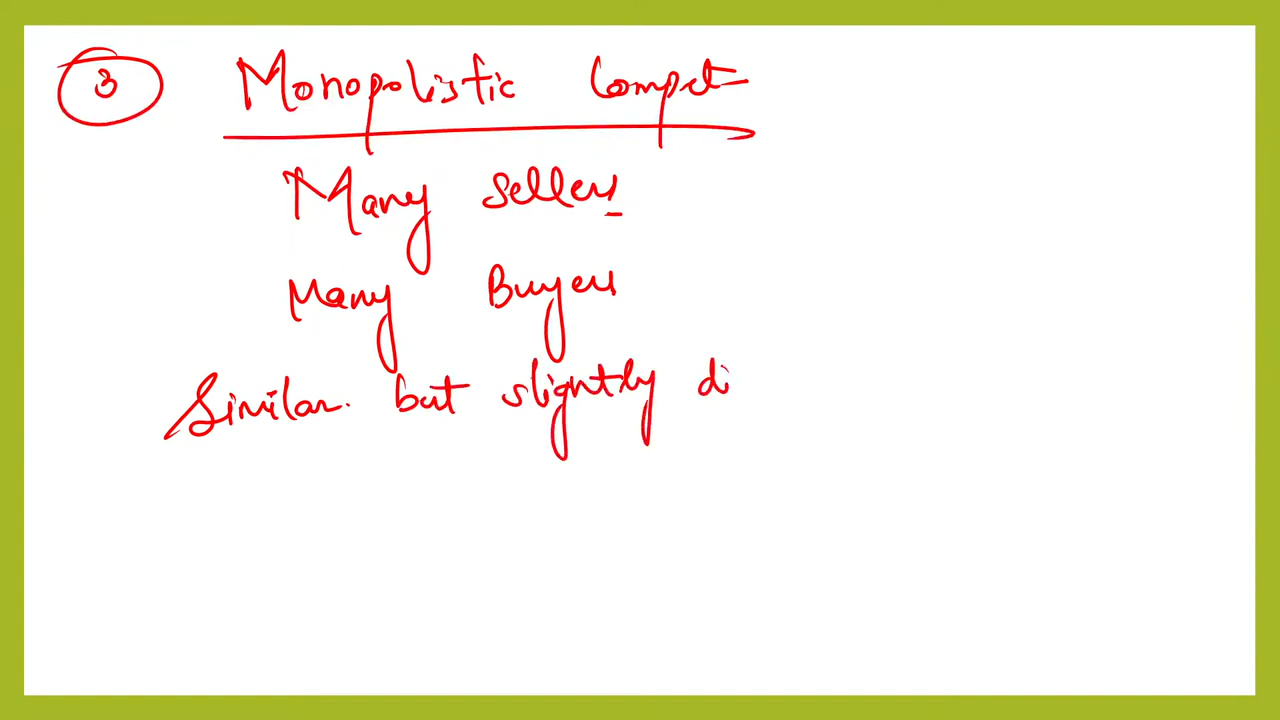 3 Monopolistic Compet
Many sellers
Many Buyers
Similar. but slightly di